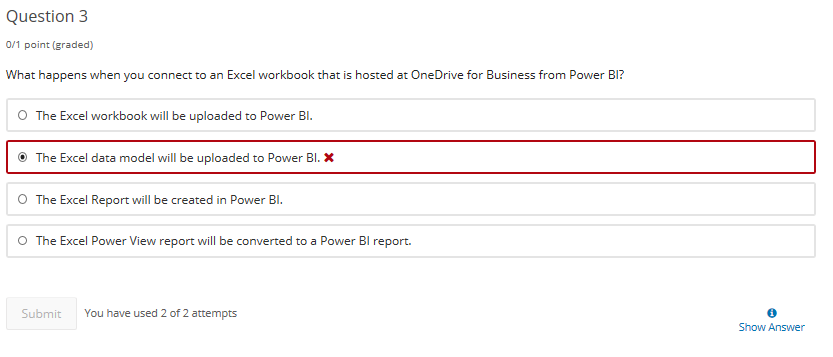 Question 3
0/1 point (graded)
What happens when you connect to an Excel workbook that is hosted at OneDrive for Business from Power BI?
The Excel workbook will be uploaded to Power BI.
The Excel data model will be uploaded to Power BI.
The Excel Report will be created in Power BI.
The Excel Power View report will be converted to a Power BI report.
Submit
You have used 2 of 2 attempts
Show Answer